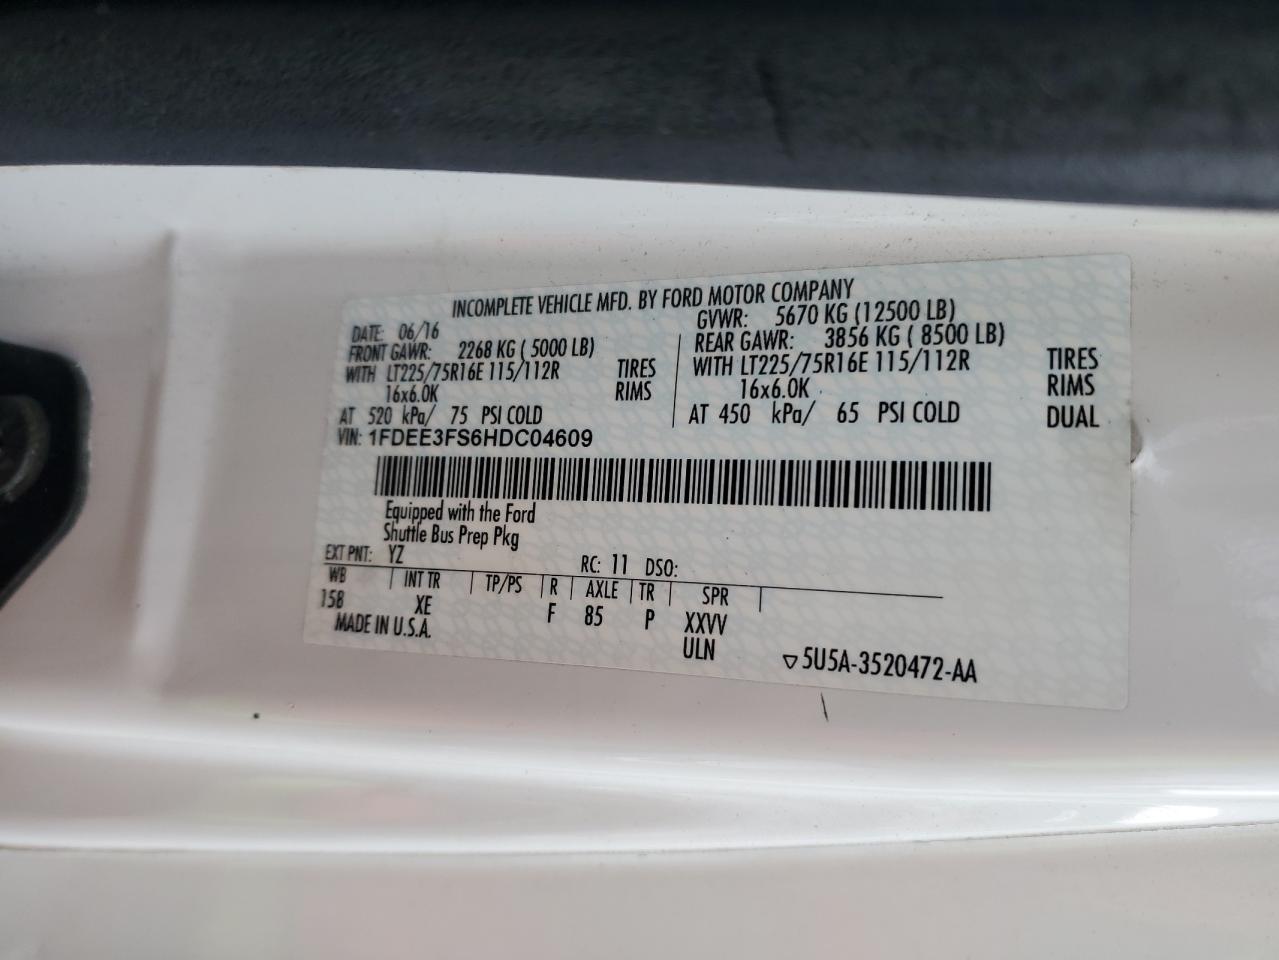 INCOMPLETE VEHICLE MFD. BY FORD MOTOR COMPANY
DATE: 06/16 GVWR: 5670 KG (12500 LB)
FRONT GAWR: 2268 KG ( 5000 LB) REAR GAWR: 3856 KG ( 8500 LB)
WITH LT225/75R16E 115/112R TIRES WITH LT225/75R16E 115/112R TIRES
16x6.0K RIMS 16x6.0K RIMS
AT 520 kPa/ 75 PSI COLD AT 450 kPa/ 65 PSI COLD DUAL
VIN: 1FDEE3FS6HDC04609
Equipped with the Ford
Shuttle Bus Prep Pkg
EXT PNT: YZ RC: 11 DSO:
WB INT TR TP/PS R AXLE TR SPR
158 XE F 85 P XXVV
MADE IN U.S.A. ULN
▽5U5A-3520472-AA